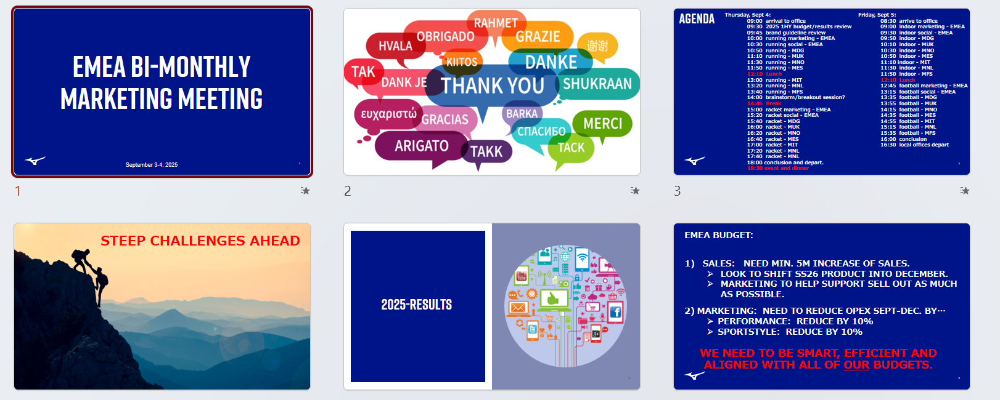 EMEA BI-MONTHLY
MARKETING MEETING
September 3-4, 2025
1
RAHMET
OBRIGADO
GRAZIE
HVALA
谢谢
KIITOS
DANKE
TAK
DANK JE
THANK YOU
SHUKRAAN
ευχαριστώ
GRACIAS
BARKA
MERCI
СПАСИБО
ARIGATO
TAKK
TACK
2
AGENDA
Thursday, Sept 4:
09:00 arrival to office
09:30 2025 1HY budget/results review
09:45 brand guideline review
10:00 running marketing - EMEA
10:30 running social - EMEA
10:50 running - MDG
11:10 running - MUK
11:30 running - MNO
11:50 running - MES
12:10 Lunch
13:00 running - MIT
13:20 running - MNL
13:40 running - MFS
14:00 brainstorm/breakout session?
14:45 Break
15:00 racket marketing - EMEA
15:20 racket social - EMEA
15:40 racket - MDG
16:00 racket - MUK
16:20 racket - MNO
16:40 racket - MES
17:00 racket - MIT
17:20 racket - MNL
17:40 racket - MNL
18:00 conclusion and depart.
18:30 event and dinner
Friday, Sept 5:
08:30 arrive to office
09:00 indoor marketing - EMEA
09:30 indoor social - EMEA
09:50 indoor - MDG
10:10 indoor - MUK
10:30 indoor - MNO
10:50 indoor - MES
11:10 indoor - MIT
11:30 indoor - MNL
11:50 indoor - MFS
12:10 Lunch
12:45 football marketing - EMEA
13:15 football social - EMEA
13:35 football - MDG
13:55 football - MUK
14:15 football - MNO
14:35 football - MES
14:55 football - MIT
15:15 football - MNL
15:35 football - MFS
16:00 conclusion
16:30 local offices depart
3
STEEP CHALLENGES AHEAD
2025-RESULTS
You
Tube
g+
EMEA BUDGET:
1) SALES: NEED MIN. 5M INCREASE OF SALES.
➢ LOOK TO SHIFT SS26 PRODUCT INTO DECEMBER.
➢ MARKETING TO HELP SUPPORT SELL OUT AS MUCH
AS POSSIBLE.
2) MARKETING: NEED TO REDUCE OPEX SEPT-DEC. BY…
➢ PERFORMANCE: REDUCE BY 10%
➢ SPORTSTYLE: REDUCE BY 10%
WE NEED TO BE SMART, EFFICIENT AND
ALIGNED WITH ALL OF OUR BUDGETS.